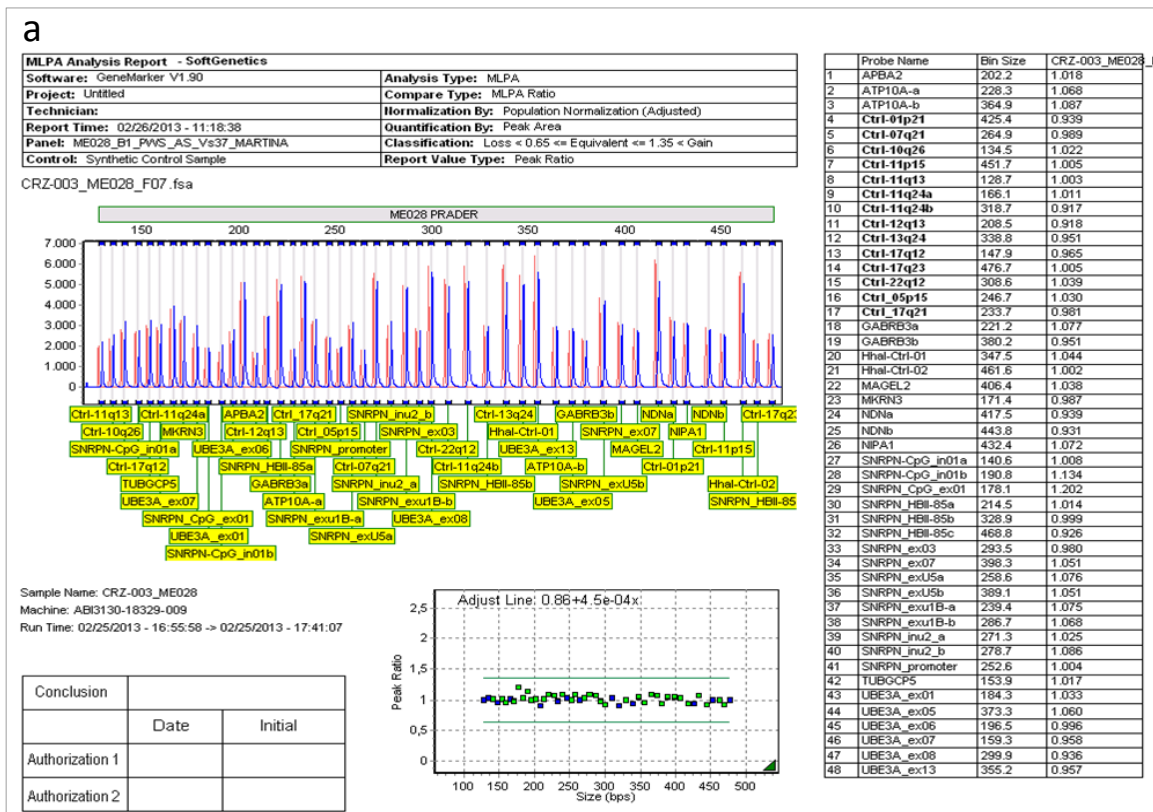 a
MLPA Analysis Report - SoftGenetics
Software: GeneMarker V1.90 Analysis Type: MLPA
Project: Untitled Compare Type: MLPA Ratio
Technician: Normalization By: Population Normalization (Adjusted)
Report Time: 02/26/2013 - 11:18:38 Quantification By: Peak Area
Panel: ME028_B1_PWS_AS_Vs37_MARTINA Classification: Loss < 0.65 <= Equivalent <= 1.35 < Gain
Control: Synthetic Control Sample Report Value Type: Peak Ratio
CRZ-003_ME028_F07.fsa
ME028 PRADER
150 200 250 300 350 400 450
7.000
6.000
5.000
4.000
3.000
2.000
1.000
0
Ctrl-11q13 Ctrl-11q24a APBA2 Ctrl_17q21 SNRPN_inu2_b Ctrl-13q24 GABRB3b NDNa NDNb Ctrl-17q23
Ctrl-10q26 MKRN3 Ctrl-12q13 Ctrl_05p15 SNRPN_ex03 Hhal-Ctrl-01 SNRPN_ex07 NIPA1 Ctrl-11p15
SNRPN-CpG_in01a UBE3A_ex06 SNRPN_promoter Ctrl-22q12 UBE3A_ex13 MAGEL2
Ctrl-17q12 SNRPN_HBII-85a Ctrl-07q21 Ctrl-11q24b ATP10A-b Ctrl-01p21
TUBGCP5 GABRB3a SNRPN_inu2_a SNRPN_HBII-85b SNRPN_exU5b Hhal-Ctrl-02
UBE3A_ex07 ATP10A-a SNRPN_exu1B-b UBE3A_ex05 SNRPN_HBII-85
SNRPN_CpG_ex01 SNRPN_exu1B-a UBE3A_ex08
UBE3A_ex01 SNRPN_exU5a
SNRPN-CpG_in01b
Sample Name: CRZ-003_ME028
Machine: ABI3130-18329-009
Run Time: 02/25/2013 - 16:55:58 -> 02/25/2013 - 17:41:07
Conclusion
Date Initial
Authorization 1
Authorization 2
Adjust Line: 0.86+4.5e-04x
Peak Ratio
2,5
2
1,5
1
0,5
0
100 150 200 250 300 350 400 450 500
Size (bps)
Probe Name Bin Size CRZ-003_ME028_
1 APBA2 202.2 1.018
2 ATP10A-a 228.3 1.068
3 ATP10A-b 364.9 1.087
4 Ctrl-01p21 425.4 0.939
5 Ctrl-07q21 264.9 0.989
6 Ctrl-10q26 134.5 1.022
7 Ctrl-11p15 451.7 1.005
8 Ctrl-11q13 128.7 1.003
9 Ctrl-11q24a 166.1 1.011
10 Ctrl-11q24b 318.7 0.917
11 Ctrl-12q13 208.5 0.918
12 Ctrl-13q24 338.8 0.951
13 Ctrl-17q12 147.9 0.965
14 Ctrl-17q23 476.7 1.005
15 Ctrl-22q12 308.6 1.039
16 Ctrl_05p15 246.7 1.030
17 Ctrl_17q21 233.7 0.981
18 GABRB3a 221.2 1.077
19 GABRB3b 380.2 0.951
20 Hhal-Ctrl-01 347.5 1.044
21 Hhal-Ctrl-02 461.6 1.002
22 MAGEL2 406.4 1.038
23 MKRN3 171.4 0.987
24 NDNa 417.5 0.939
25 NDNb 443.8 0.931
26 NIPA1 432.4 1.072
27 SNRPN-CpG_in01a 140.6 1.008
28 SNRPN-CpG_in01b 190.8 1.134
29 SNRPN_CpG_ex01 178.1 1.202
30 SNRPN_HBII-85a 214.5 1.014
31 SNRPN_HBII-85b 328.9 0.999
32 SNRPN_HBII-85c 468.8 0.926
33 SNRPN_ex03 293.5 0.980
34 SNRPN_ex07 398.3 1.051
35 SNRPN_exU5a 258.6 1.076
36 SNRPN_exU5b 389.1 1.051
37 SNRPN_exu1B-a 239.4 1.075
38 SNRPN_exu1B-b 286.7 1.068
39 SNRPN_inu2_a 271.3 1.025
40 SNRPN_inu2_b 278.7 1.086
41 SNRPN_promoter 252.6 1.004
42 TUBGCP5 153.9 1.017
43 UBE3A_ex01 184.3 1.033
44 UBE3A_ex05 373.3 1.060
45 UBE3A_ex06 196.5 0.996
46 UBE3A_ex07 159.3 0.958
47 UBE3A_ex08 299.9 0.936
48 UBE3A_ex13 355.2 0.957